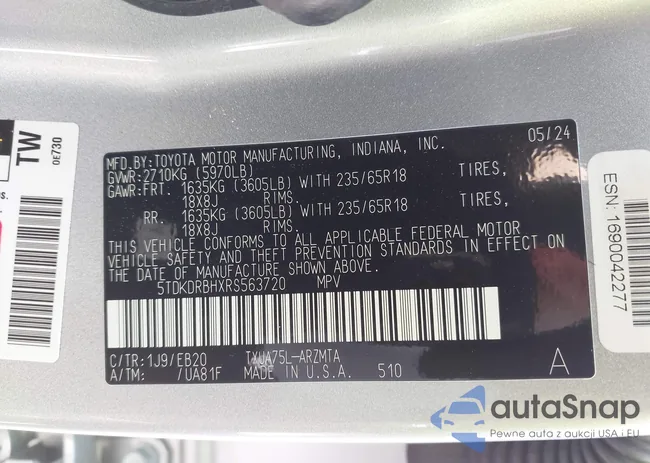 MFD.BY:TOYOTA MOTOR MANUFACTURING, INDIANA, INC. 05/24
GVWR:2710KG (5970LB)
GAWR:FRT. 1635KG (3605LB) WITH 235/65R18 TIRES,
18X8J RIMS.
RR. 1635KG (3605LB) WITH 235/65R18 TIRES,
18X8J RIMS.
THIS VEHICLE CONFORMS TO ALL APPLICABLE FEDERAL MOTOR
VEHICLE SAFETY AND THEFT PREVENTION STANDARDS IN EFFECT ON
THE DATE OF MANUFACTURE SHOWN ABOVE.
5TDKDRBHXRS563720 MPV
C/TR:1J9/EB20 TXUA75L-ARZMTA
A/TM: /UA81F MADE IN U.S.A. 510 A
TW
0E730
ESN: 1690042277
autaSnap
Pewne auta z aukcji USA i EU